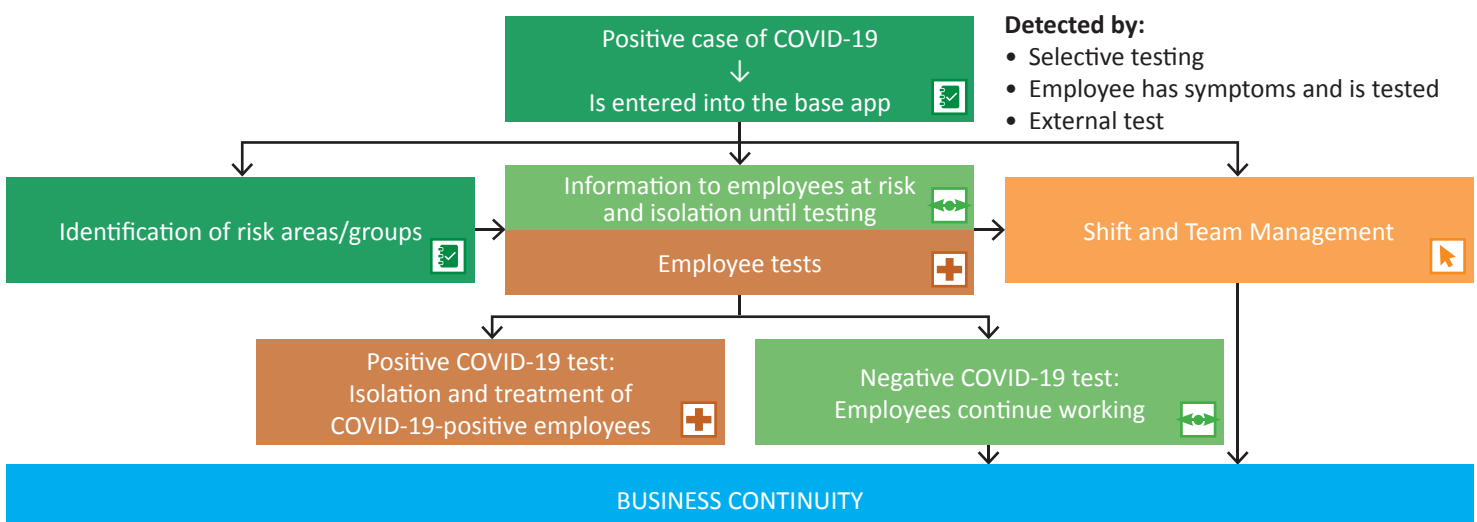 Positive case of COVID-19
↓
Is entered into the base app
Detected by:
• Selective testing
• Employee has symptoms and is tested
• External test
Identification of risk areas/groups
Information to employees at risk
and isolation until testing
Employee tests
Shift and Team Management
Positive COVID-19 test:
Isolation and treatment of
COVID-19-positive employees
Negative COVID-19 test:
Employees continue working
BUSINESS CONTINUITY